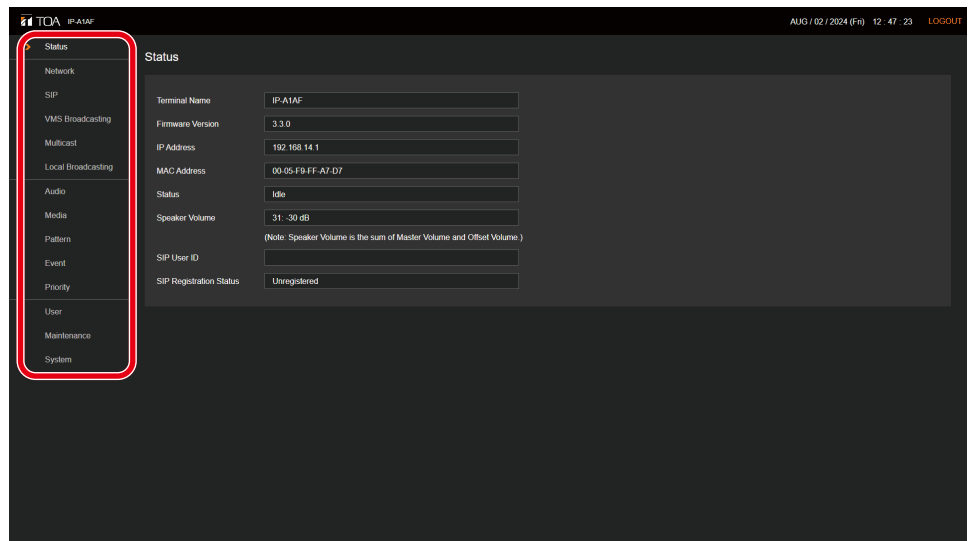 TOA IP-A1AF AUG / 02 / 2024 (Fri) 12 : 47 : 23 LOGOUT
Status
Network
SIP
VMS Broadcasting
Multicast
Local Broadcasting
Audio
Media
Pattern
Event
Priority
User
Maintenance
System
Status
Terminal Name IP-A1AF
Firmware Version 3.3.0
IP Address 192.168.14.1
MAC Address 00-05-F9-FF-A7-D7
Status Idle
Speaker Volume 31: -30 dB
(Note: Speaker Volume is the sum of Master Volume and Offset Volume.)
SIP User ID
SIP Registration Status Unregistered